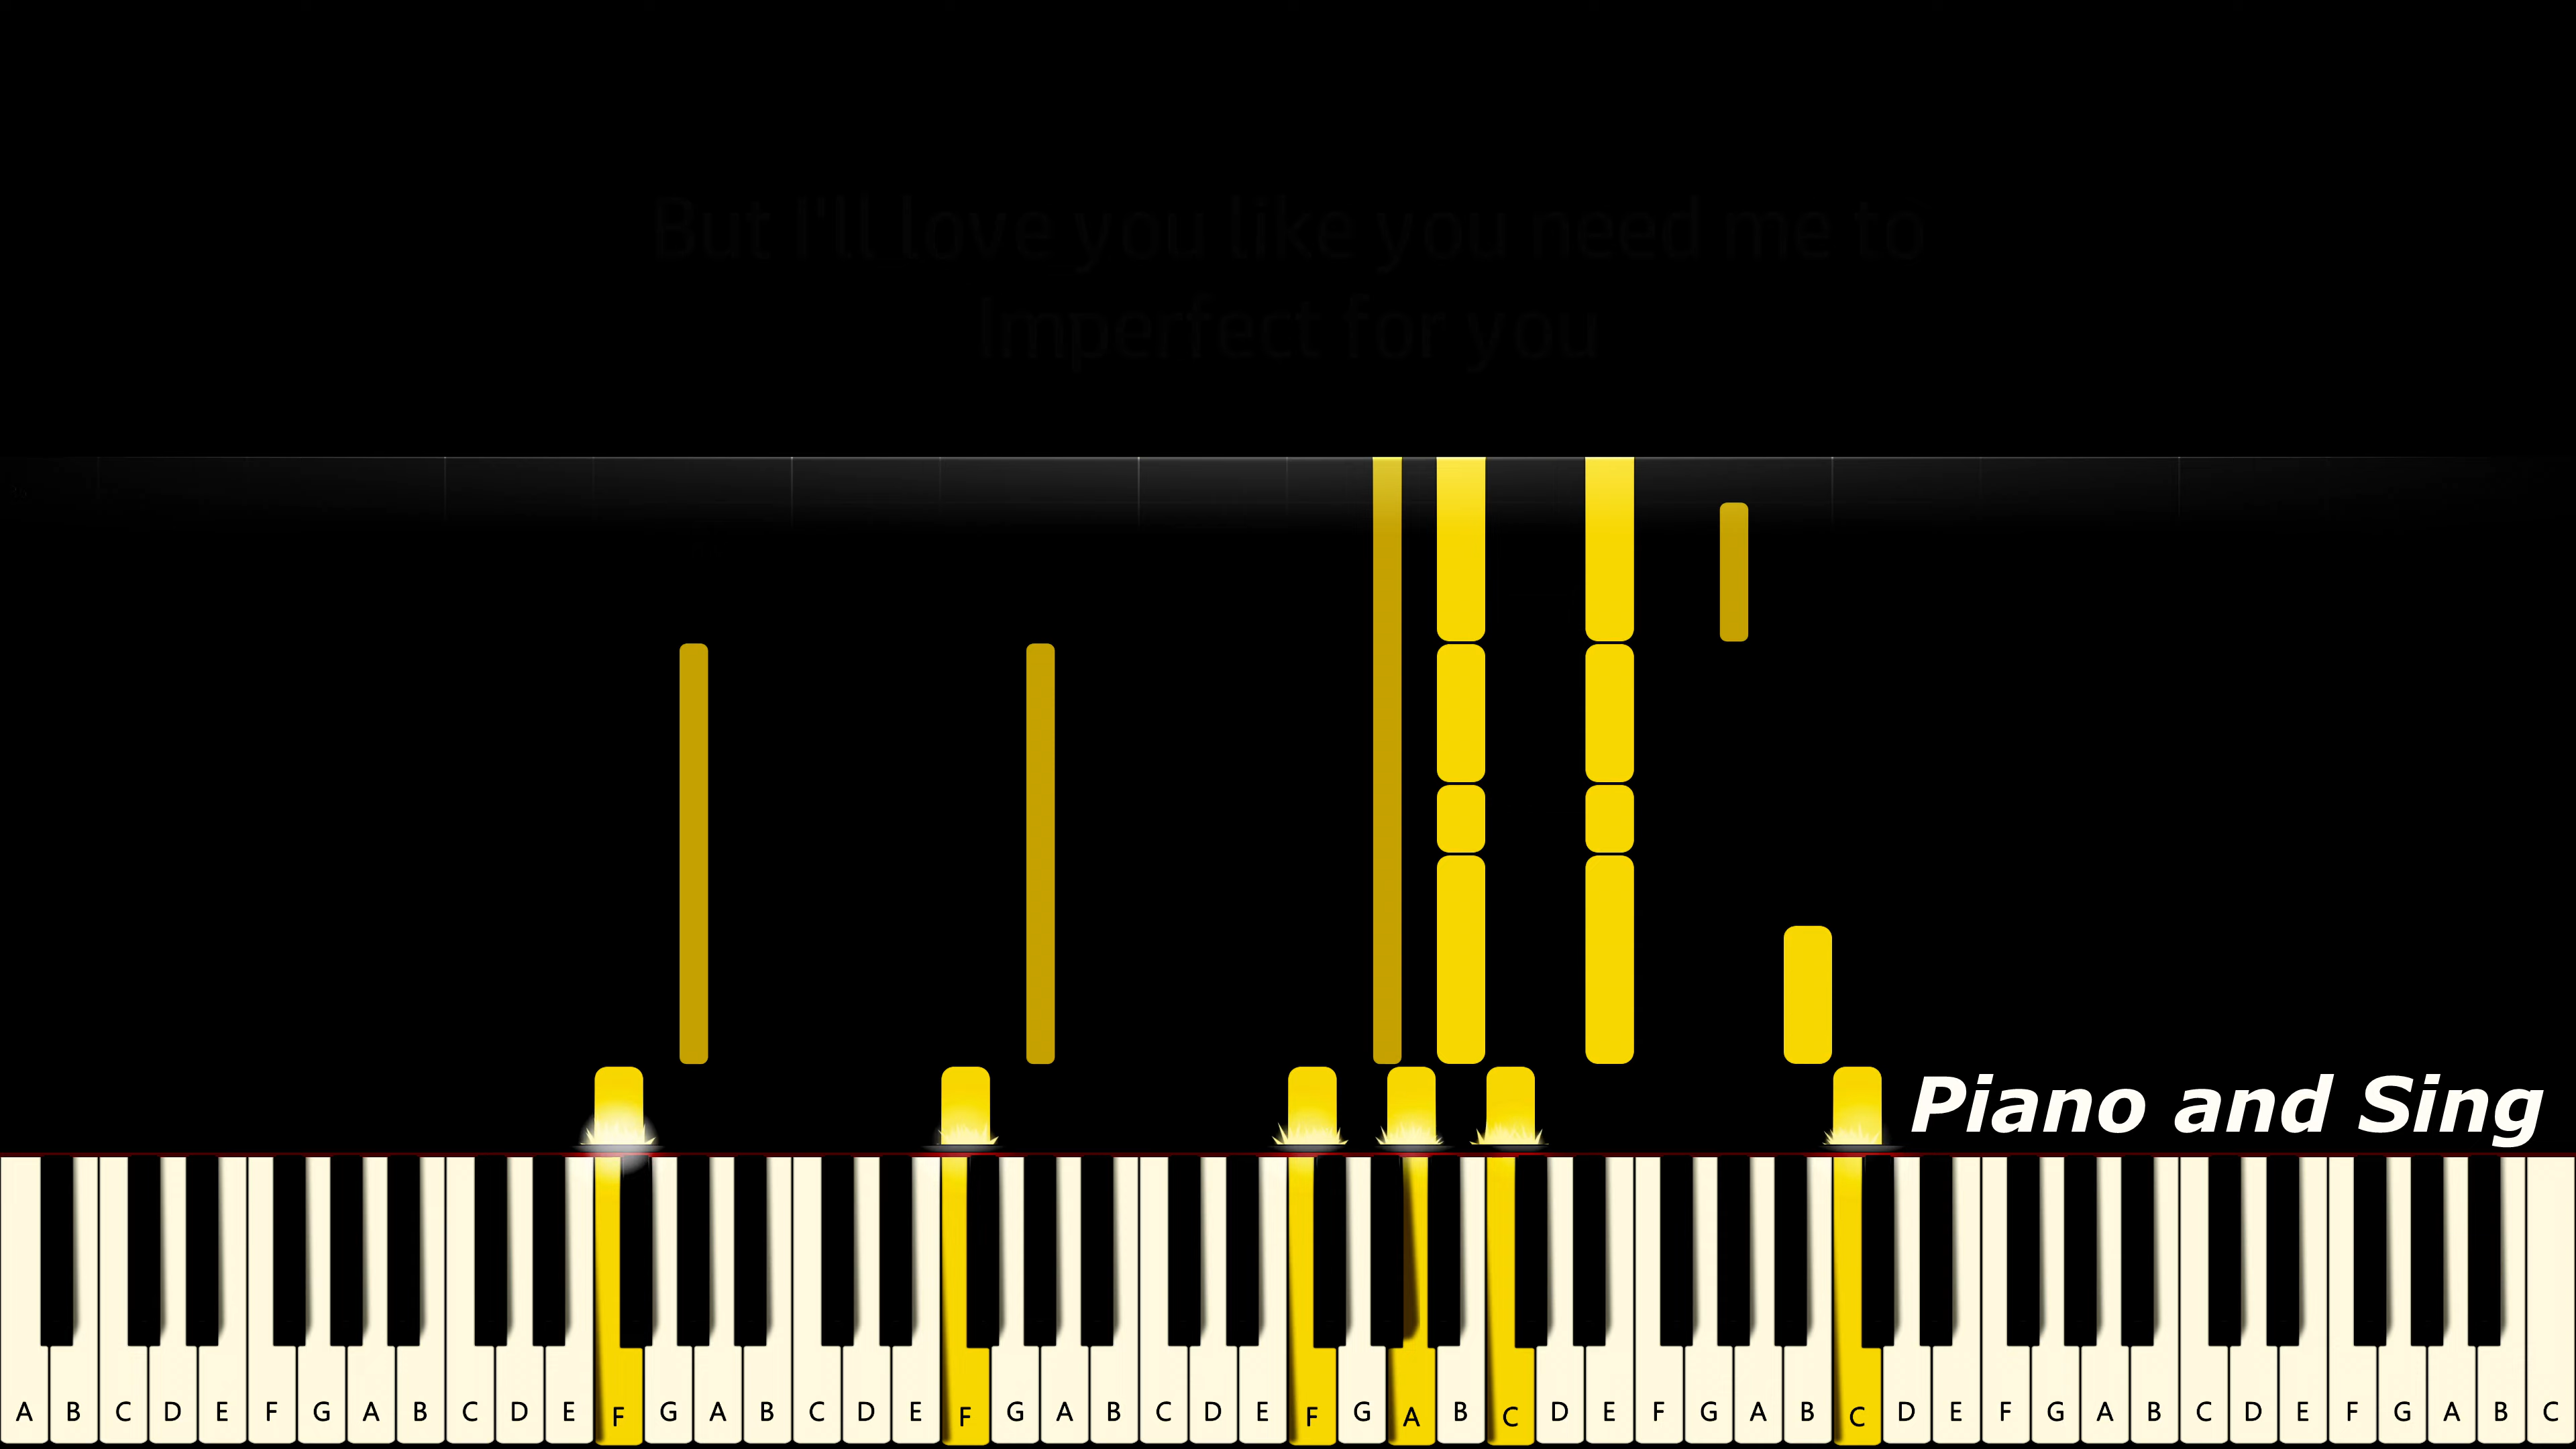 But I'll love you like you need me to
Imperfect for you
Piano and Sing
A B C D E F G A B C D E F G A B C D E F G A B C D E F G A B C D E F G A B C D E F G A B C D E F G A B C